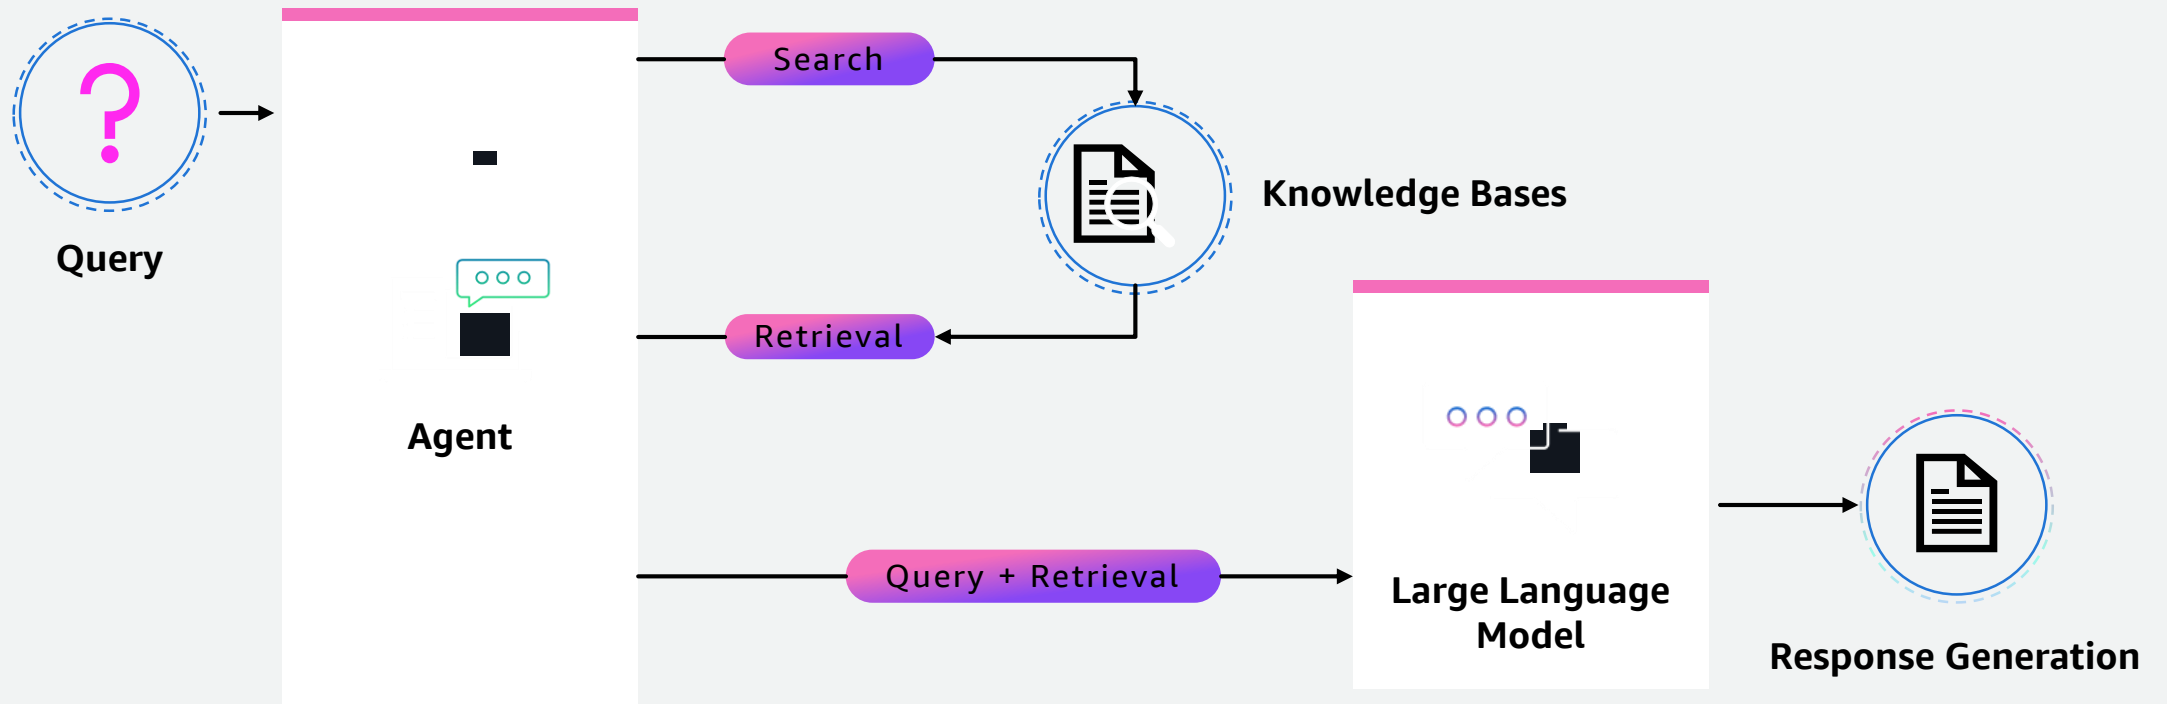 Search
Query
Knowledge Bases
Retrieval
Agent
Query + Retrieval
Large Language
Model
Response Generation